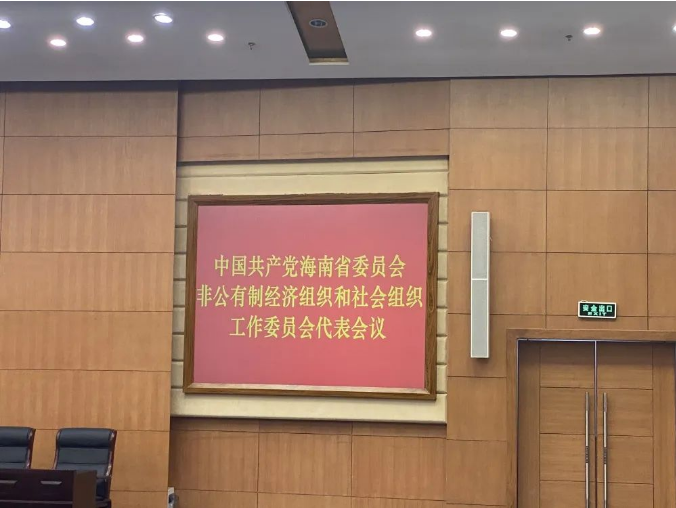 中国共产党海南省委员会
非公有制经济组织和社会组织
工作委员会代表会议
安全出口
EXIT